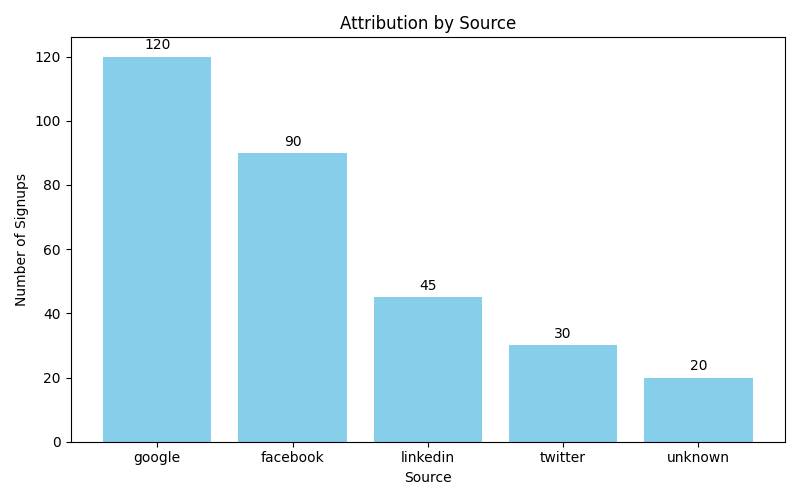 Attribution by Source
Number of Signups
120
100
80
60
40
20
0
120
90
45
30
20
google
facebook
linkedin
twitter
unknown
Source